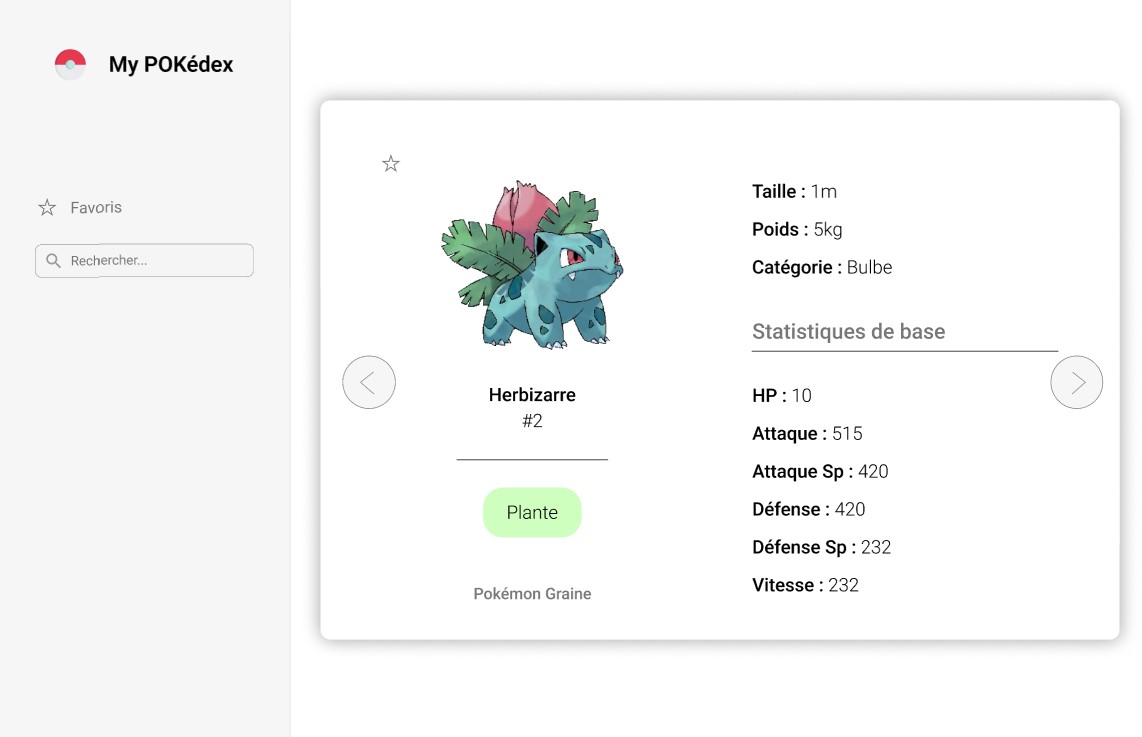 My POKédex
Favoris
Rechercher...
Herbizarre
#2
Plante
Pokémon Graine
Taille : 1m
Poids : 5kg
Catégorie : Bulbe
Statistiques de base
HP : 10
Attaque : 515
Attaque Sp : 420
Défense : 420
Défense Sp : 232
Vitesse : 232